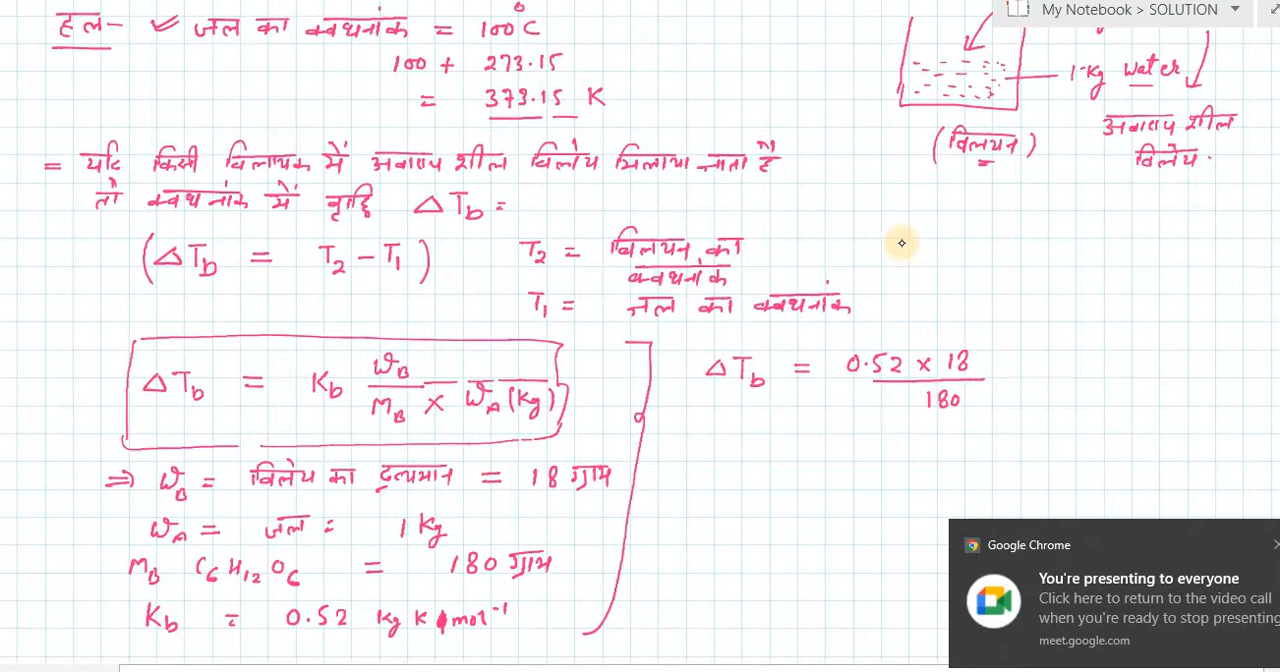 My Notebook > SOLUTION
हल- ✓ जल का क्वथनांक = 100°C
100 + 273.15
= 373.15 K
1-Kg Water
(विलयन)
=
अवाष्प शील
विलेय.
= यदि किसी विलायक में अवाष्प शील विलेय मिलाया जाता है
तो क्वथनांक में वृद्धि ΔTb =
(ΔTb = T2 - T1)
T2 = विलयन का
क्वथनांक
T1 = जल का क्वथनांक
ΔTb = Kb WB / MB × WA (Kg)
ΔTb = 0.52 × 18 / 180
⇒ WB = विलेय का द्रव्यमान = 18 ग्राम
WA = जल = 1 Kg
MB C6H12O6 = 180 ग्राम
Kb = 0.52 Kg K mol-1
Google Chrome
You're presenting to everyone
Click here to return to the video call
when you're ready to stop presenting
meet.google.com